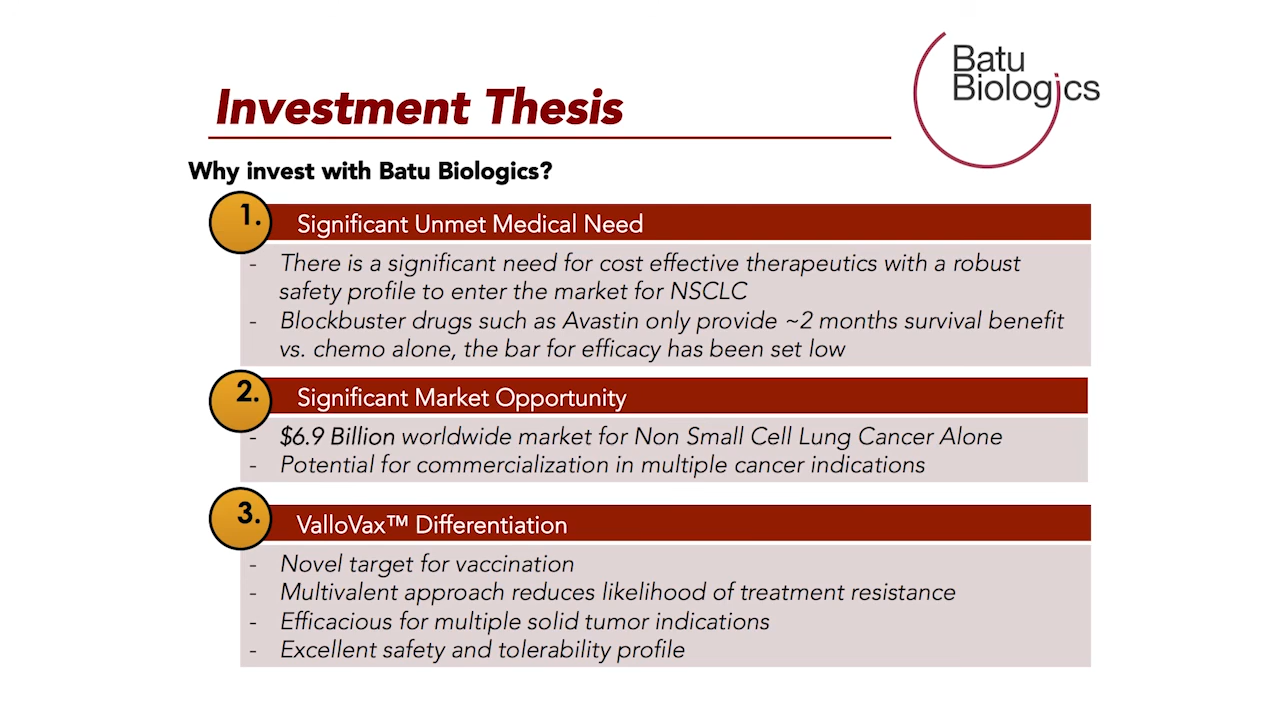 Batu
Biologics
Investment Thesis
Why invest with Batu Biologics?
1.
Significant Unmet Medical Need
- There is a significant need for cost effective therapeutics with a robust
safety profile to enter the market for NSCLC
- Blockbuster drugs such as Avastin only provide ~2 months survival benefit
vs. chemo alone, the bar for efficacy has been set low
2.
Significant Market Opportunity
- $6.9 Billion worldwide market for Non Small Cell Lung Cancer Alone
- Potential for commercialization in multiple cancer indications
3.
ValloVax™ Differentiation
- Novel target for vaccination
- Multivalent approach reduces likelihood of treatment resistance
- Efficacious for multiple solid tumor indications
- Excellent safety and tolerability profile